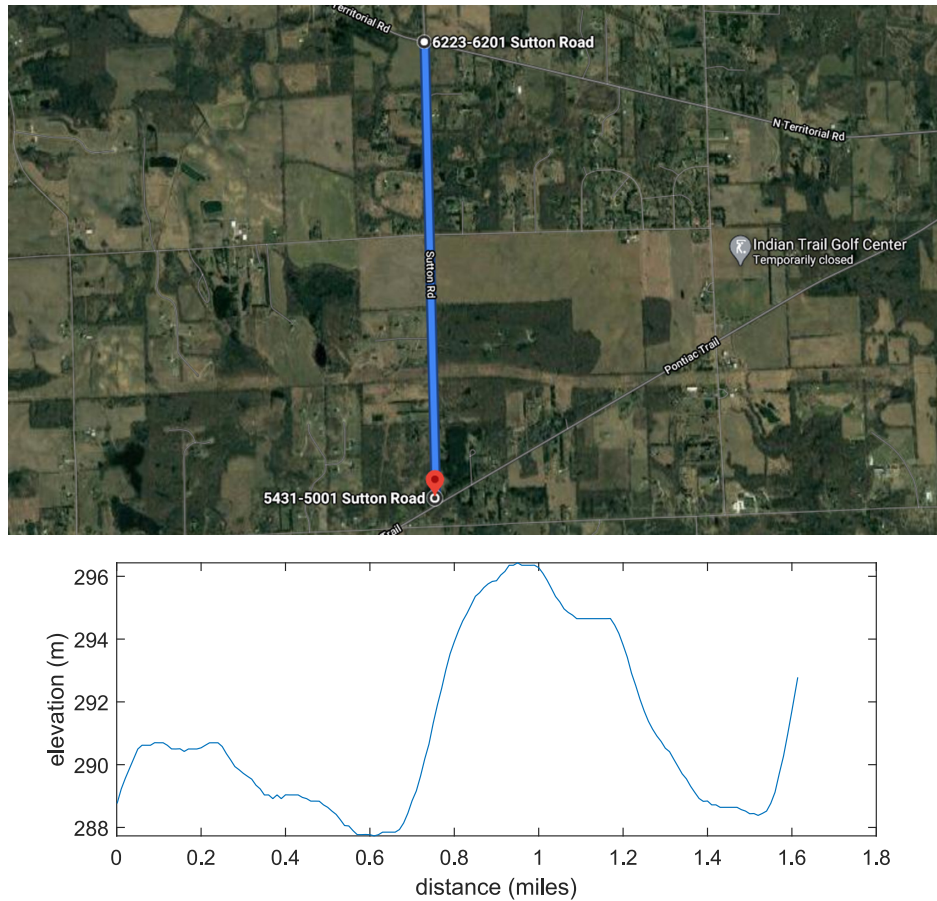 Territorial Rd
6223-6201 Sutton Road
N Territorial Rd
Indian Trail Golf Center
Temporarily closed
Sutton Rd
Pontiac Trail
5431-5001 Sutton Road
Trail
296
294
292
290
288
elevation (m)
0
0.2
0.4
0.6
0.8
1
1.2
1.4
1.6
1.8
distance (miles)